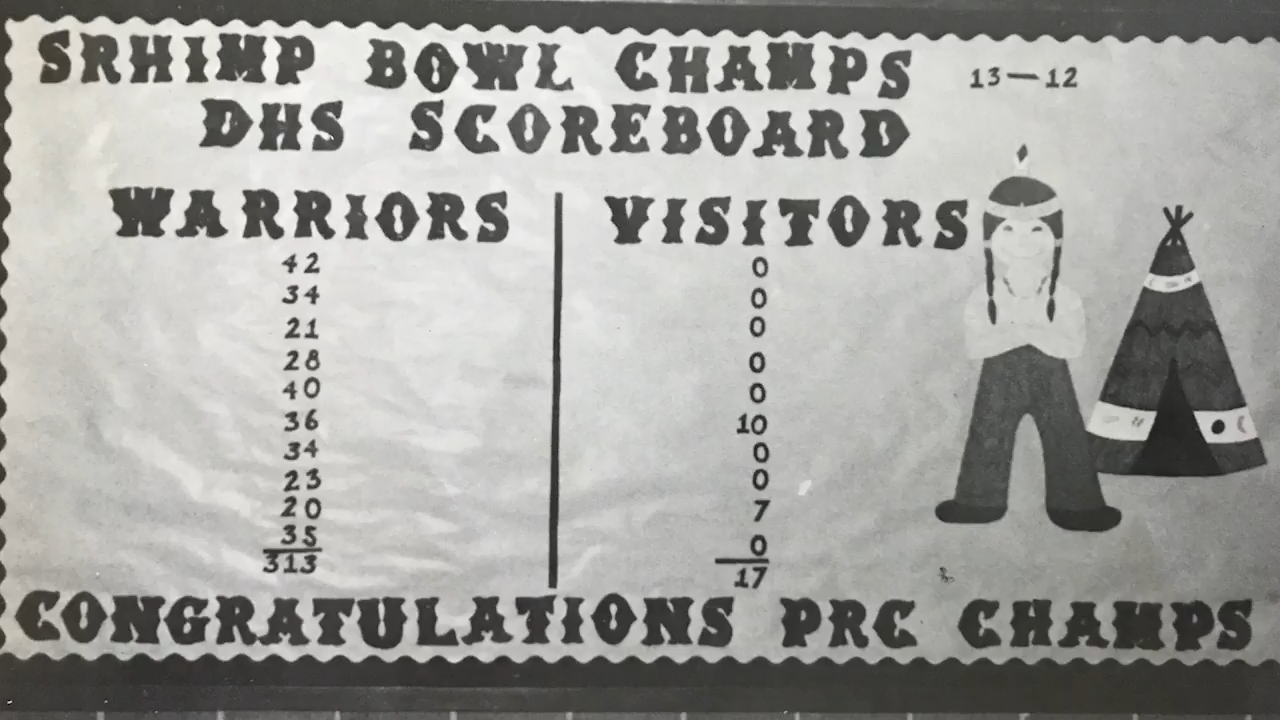 SRHIMP BOWL CHAMPS 13—12
DHS SCOREBOARD
WARRIORS VISITORS
42 0
34 0
21 0
28 0
40 0
36 10
34 0
23 0
20 7
35 0
313 17
CONGRATULATIONS PRC CHAMPS